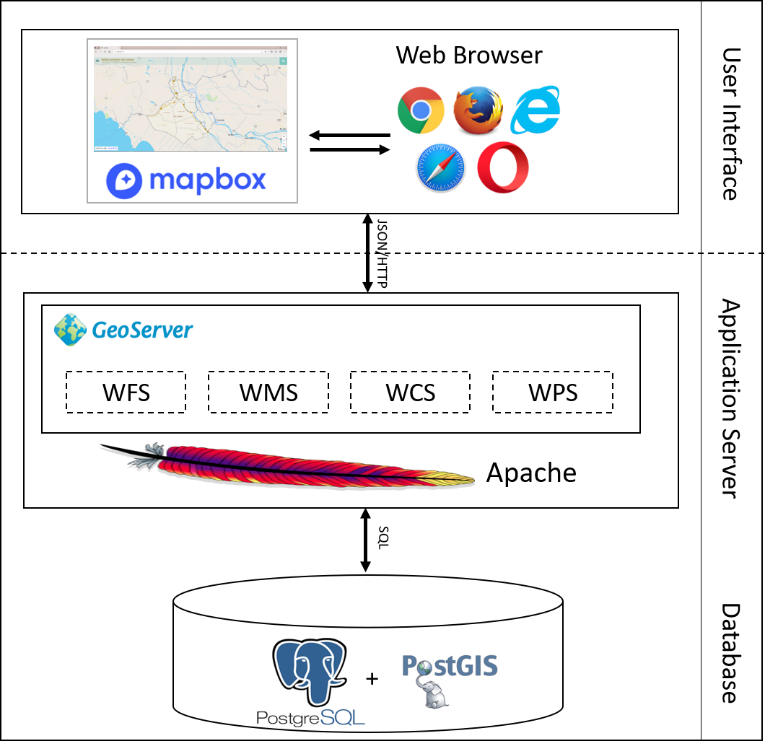 Web Browser
mapbox
User Interface
JSON/HTTP
GeoServer
WFS
WMS
WCS
WPS
Apache
Application Server
SQL
PostgreSQL
+
PostGIS
Database